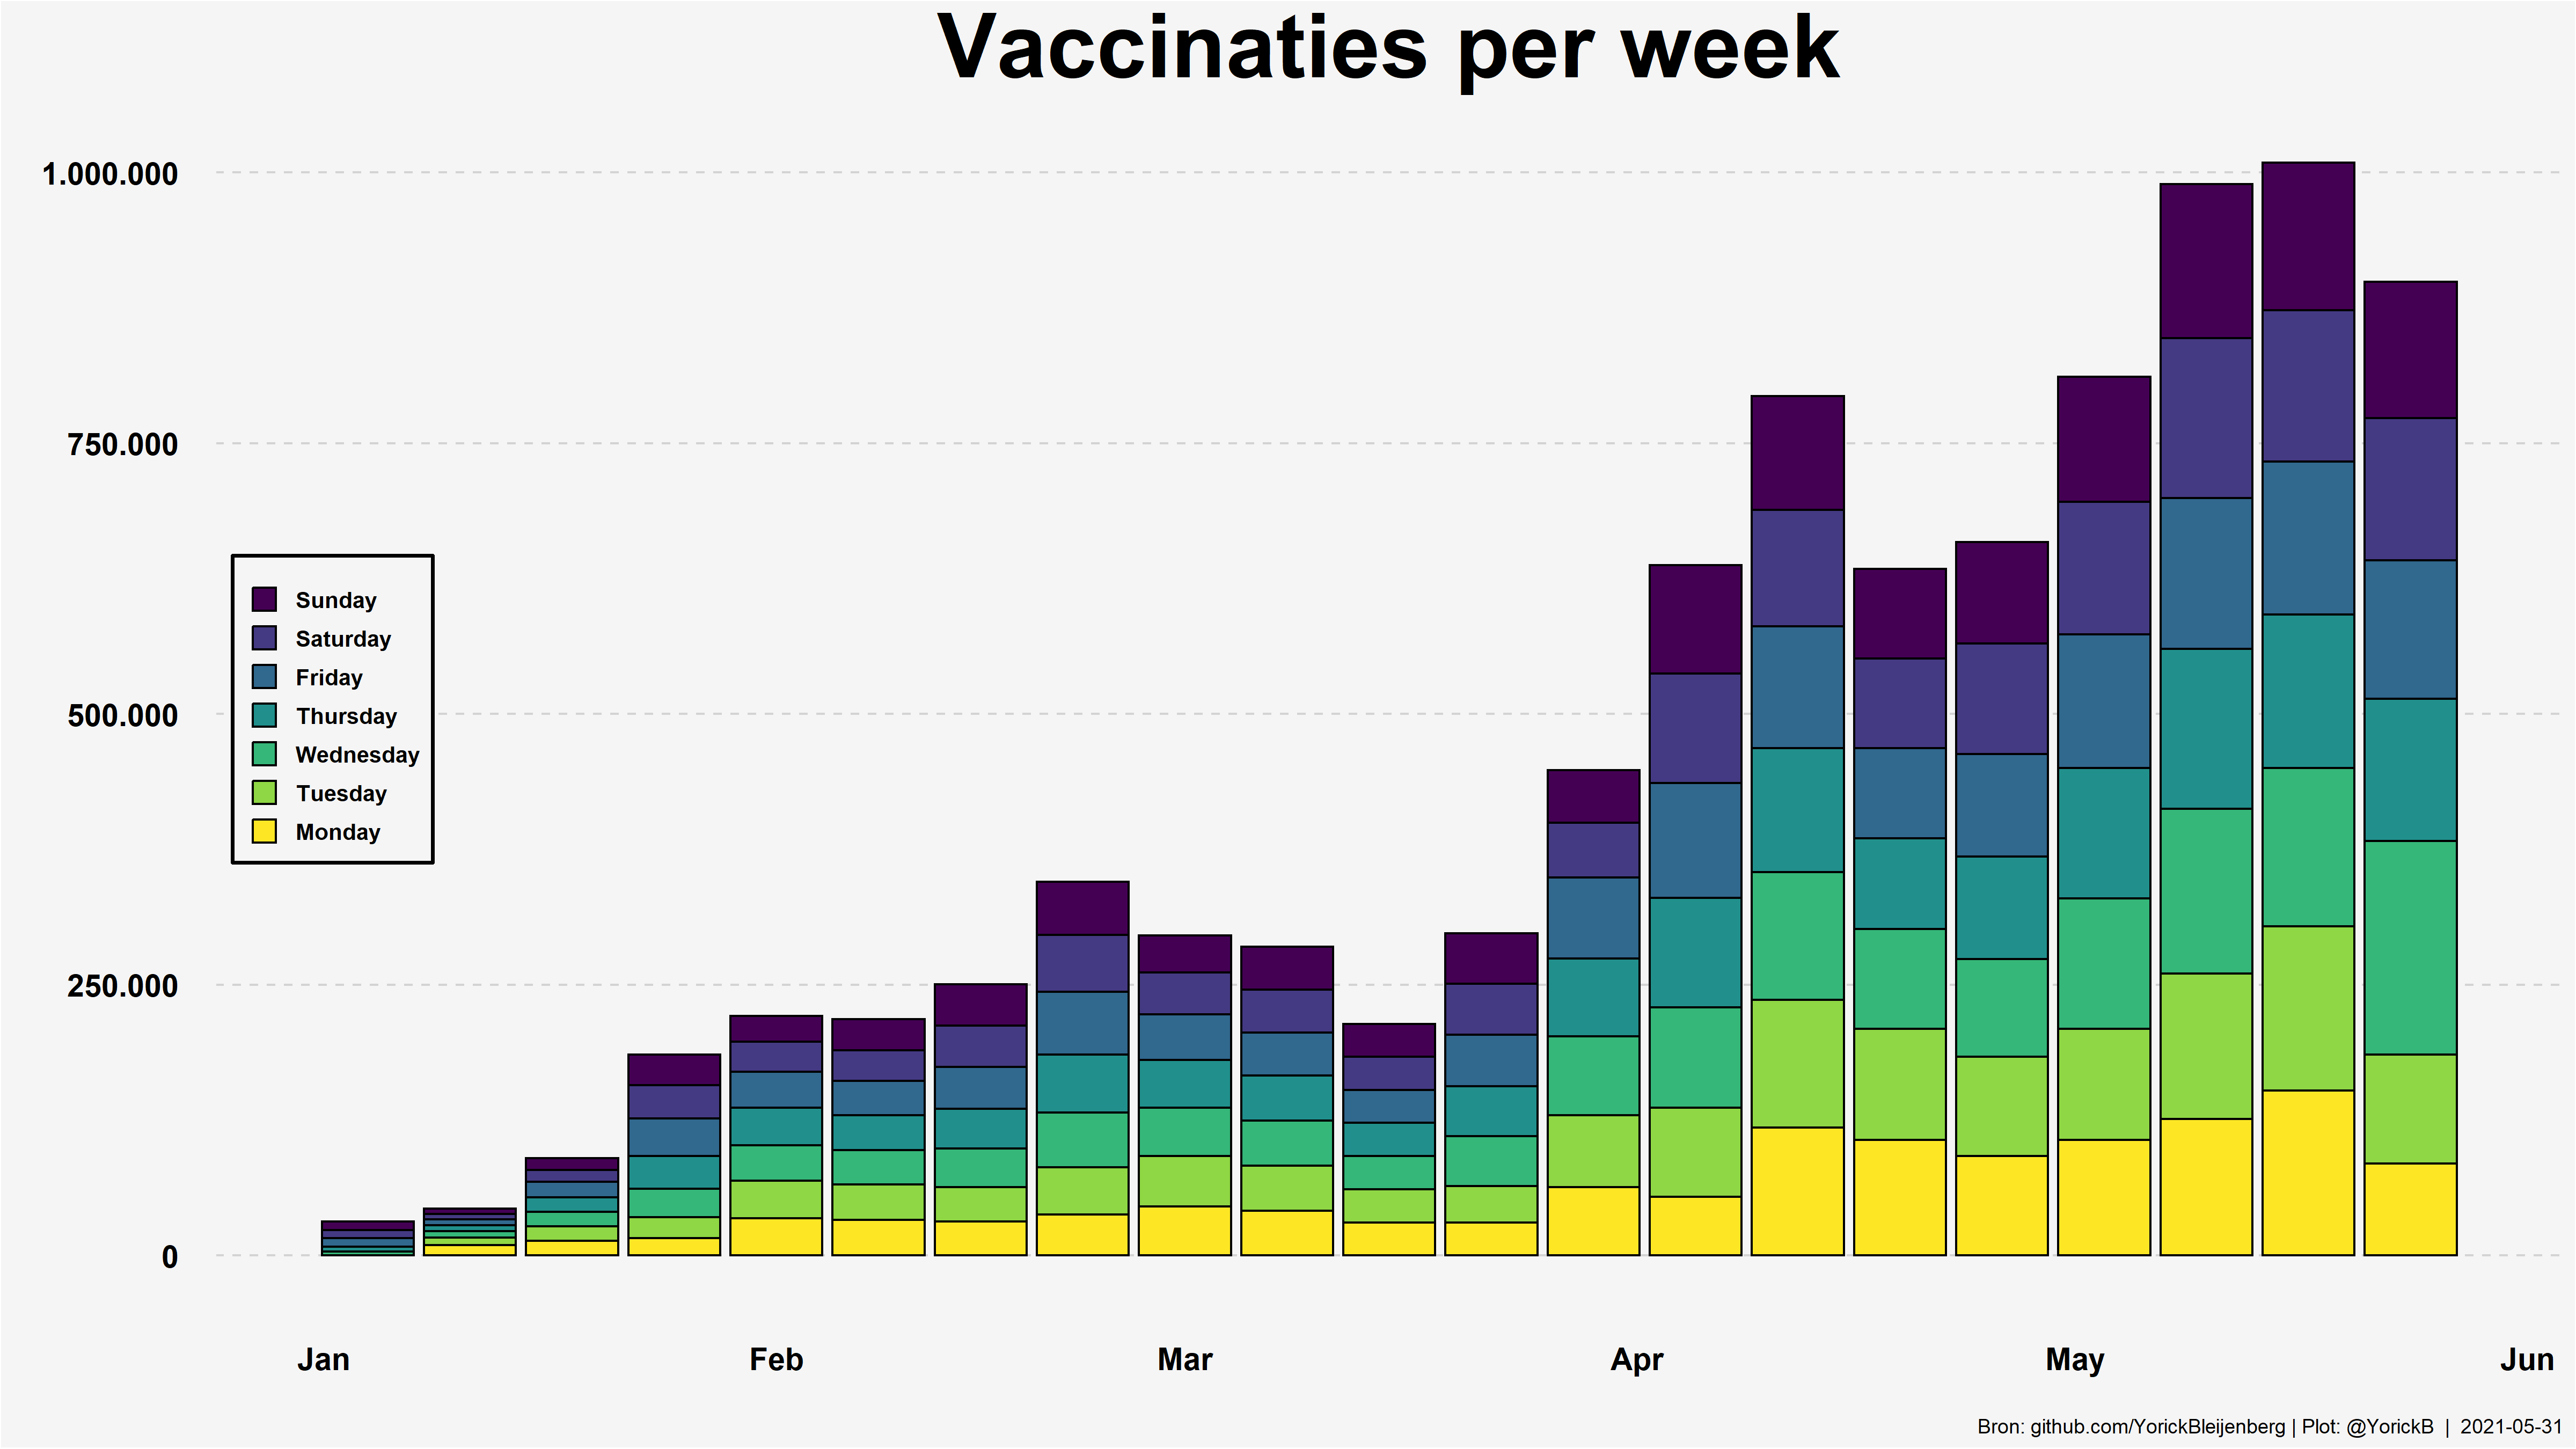 Vaccinaties per week
1.000.000
750.000
500.000
250.000
0
Sunday
Saturday
Friday
Thursday
Wednesday
Tuesday
Monday
Jan Feb Mar Apr May Jun
Bron: github.com/YorickBleijenberg | Plot: @YorickB | 2021-05-31